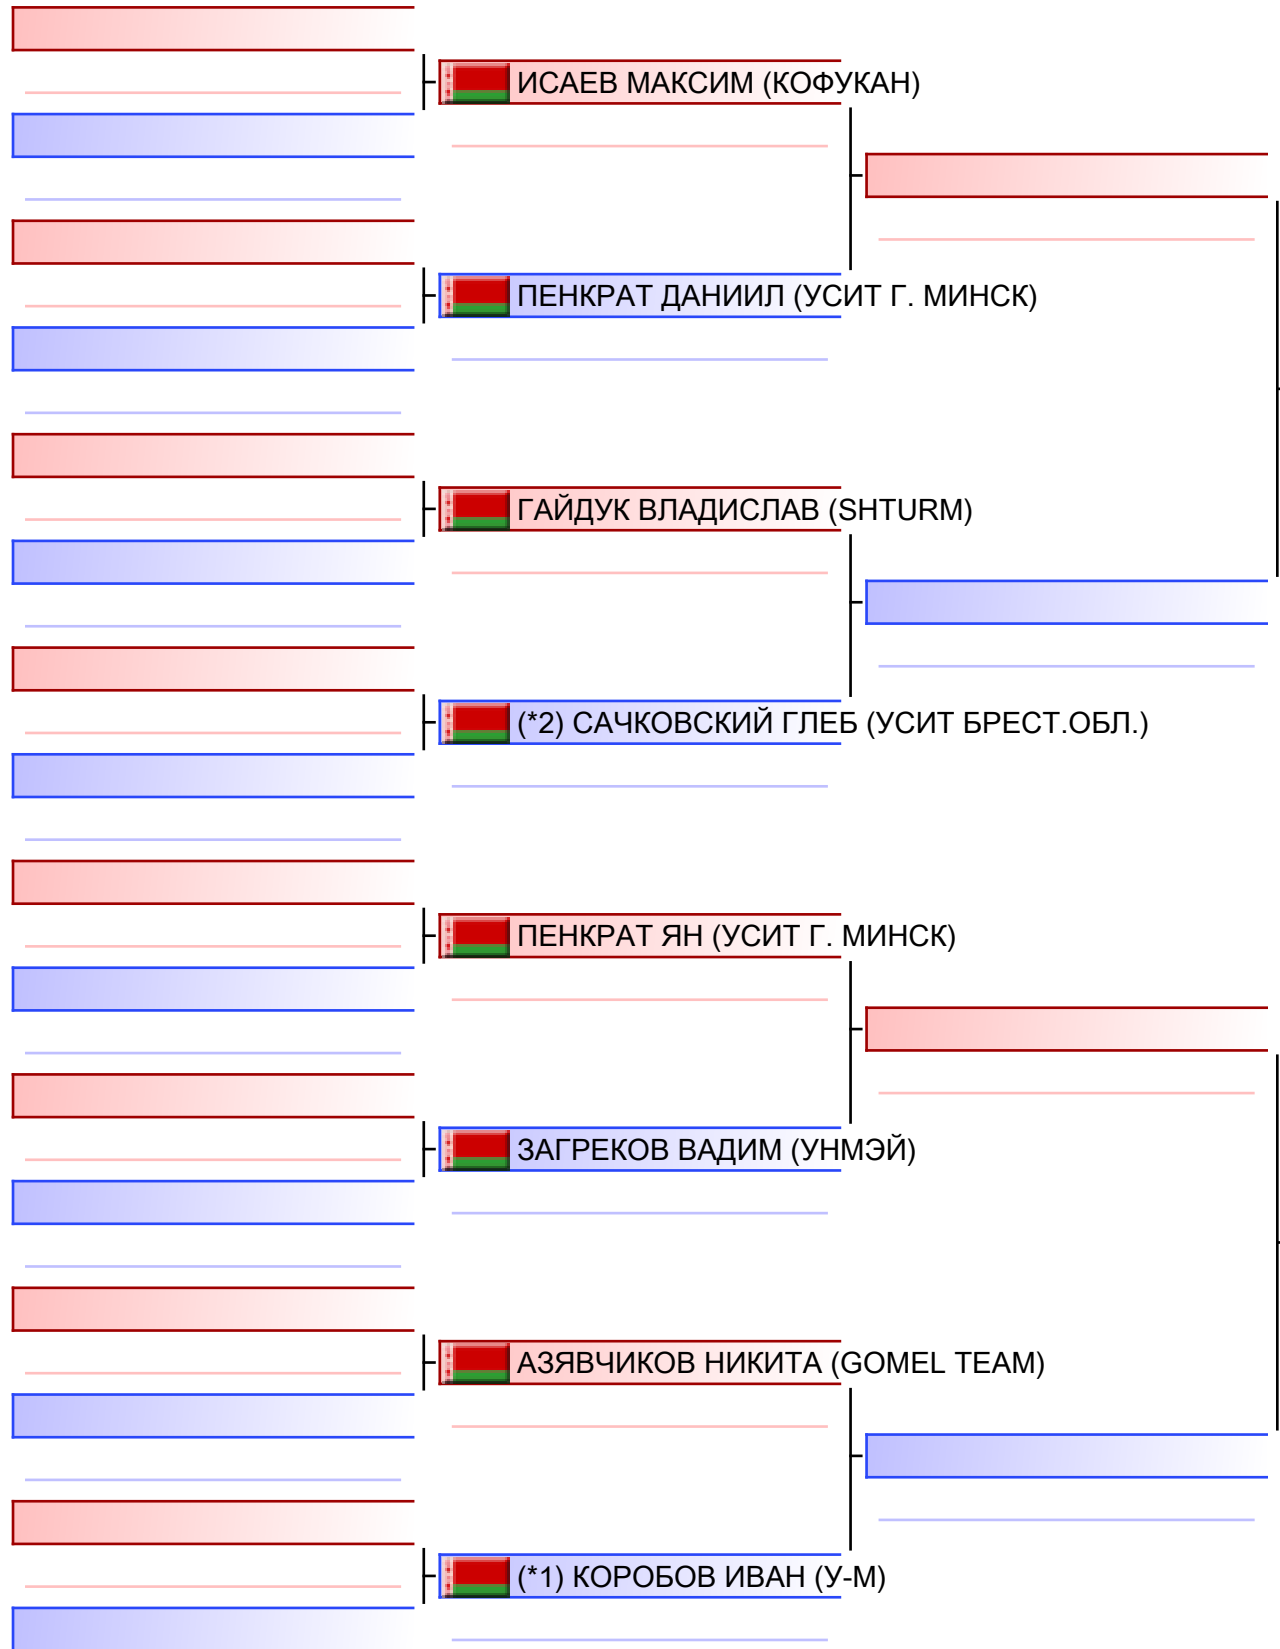 ИСАЕВ МАКСИМ (КОФУКАН)
ПЕНКРАТ ДАНИИЛ (УСИТ Г. МИНСК)
ГАЙДУК ВЛАДИСЛАВ (SHTURM)
(*2) САЧКОВСКИЙ ГЛЕБ (УСИТ БРЕСТ.ОБЛ.)
ПЕНКРАТ ЯН (УСИТ Г. МИНСК)
ЗАГРЕКОВ ВАДИМ (УНМЭЙ)
АЗЯВЧИКОВ НИКИТА (GOMEL TEAM)
(*1) КОРОБОВ ИВАН (У-М)